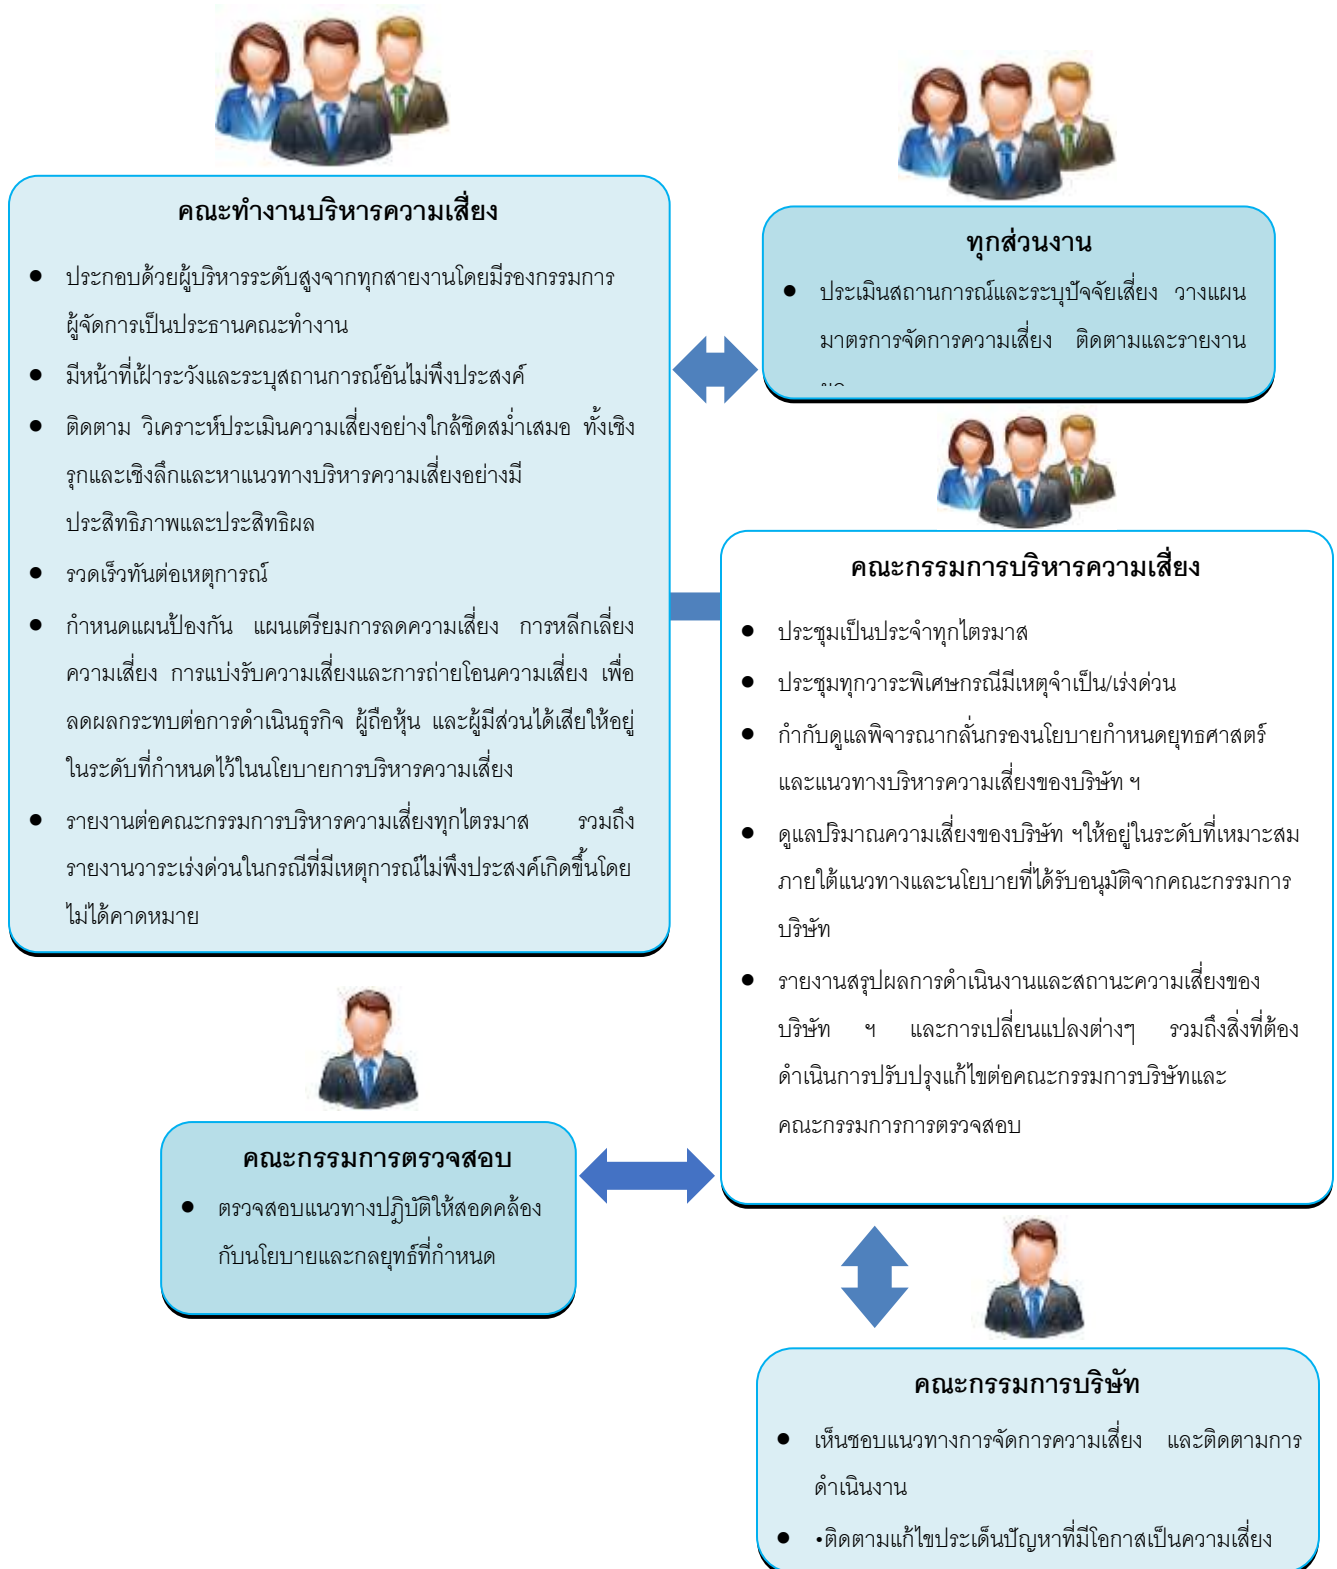 คณะทำงานบริหารความเสี่ยง
● ประกอบด้วยผู้บริหารระดับสูงจากทุกสายงานโดยมีรองกรรมการ
ผู้จัดการเป็นประธานคณะทำงาน
● มีหน้าที่เฝ้าระวังและระบุสถานการณ์อันไม่พึงประสงค์
● ติดตาม วิเคราะห์ประเมินความเสี่ยงอย่างใกล้ชิดสม่ำเสมอ ทั้งเชิง
รุกและเชิงลึกและหาแนวทางบริหารความเสี่ยงอย่างมี
ประสิทธิภาพและประสิทธิผล
● รวดเร็วทันต่อเหตุการณ์
● กำหนดแผนป้องกัน แผนเตรียมการลดความเสี่ยง การหลีกเลี่ยง
ความเสี่ยง การแบ่งรับความเสี่ยงและการถ่ายโอนความเสี่ยง เพื่อ
ลดผลกระทบต่อการดำเนินธุรกิจ ผู้ถือหุ้น และผู้มีส่วนได้เสียให้อยู่
ในระดับที่กำหนดไว้ในนโยบายการบริหารความเสี่ยง
● รายงานต่อคณะกรรมการบริหารความเสี่ยงทุกไตรมาส รวมถึง
รายงานวาระเร่งด่วนในกรณีที่มีเหตุการณ์ไม่พึงประสงค์เกิดขึ้นโดย
ไม่ได้คาดหมาย
ทุกส่วนงาน
● ประเมินสถานการณ์และระบุปัจจัยเสี่ยง วางแผน
มาตรการจัดการความเสี่ยง ติดตามและรายงาน
คณะกรรมการบริหารความเสี่ยง
● ประชุมเป็นประจำทุกไตรมาส
● ประชุมทุกวาระพิเศษกรณีมีเหตุจำเป็น/เร่งด่วน
● กำกับดูแลพิจารณากลั่นกรองนโยบายกำหนดยุทธศาสตร์
และแนวทางบริหารความเสี่ยงของบริษัท ฯ
● ดูแลปริมาณความเสี่ยงของบริษัท ฯให้อยู่ในระดับที่เหมาะสม
ภายใต้แนวทางและนโยบายที่ได้รับอนุมัติจากคณะกรรมการ
บริษัท
● รายงานสรุปผลการดำเนินงานและสถานะความเสี่ยงของ
บริษัท ฯ และการเปลี่ยนแปลงต่างๆ รวมถึงสิ่งที่ต้อง
ดำเนินการปรับปรุงแก้ไขต่อคณะกรรมการบริษัทและ
คณะกรรมการการตรวจสอบ
คณะกรรมการตรวจสอบ
● ตรวจสอบแนวทางปฏิบัติให้สอดคล้อง
กับนโยบายและกลยุทธ์ที่กำหนด
คณะกรรมการบริษัท
● เห็นชอบแนวทางการจัดการความเสี่ยง และติดตามการ
ดำเนินงาน
● •ติดตามแก้ไขประเด็นปัญหาที่มีโอกาสเป็นความเสี่ยง